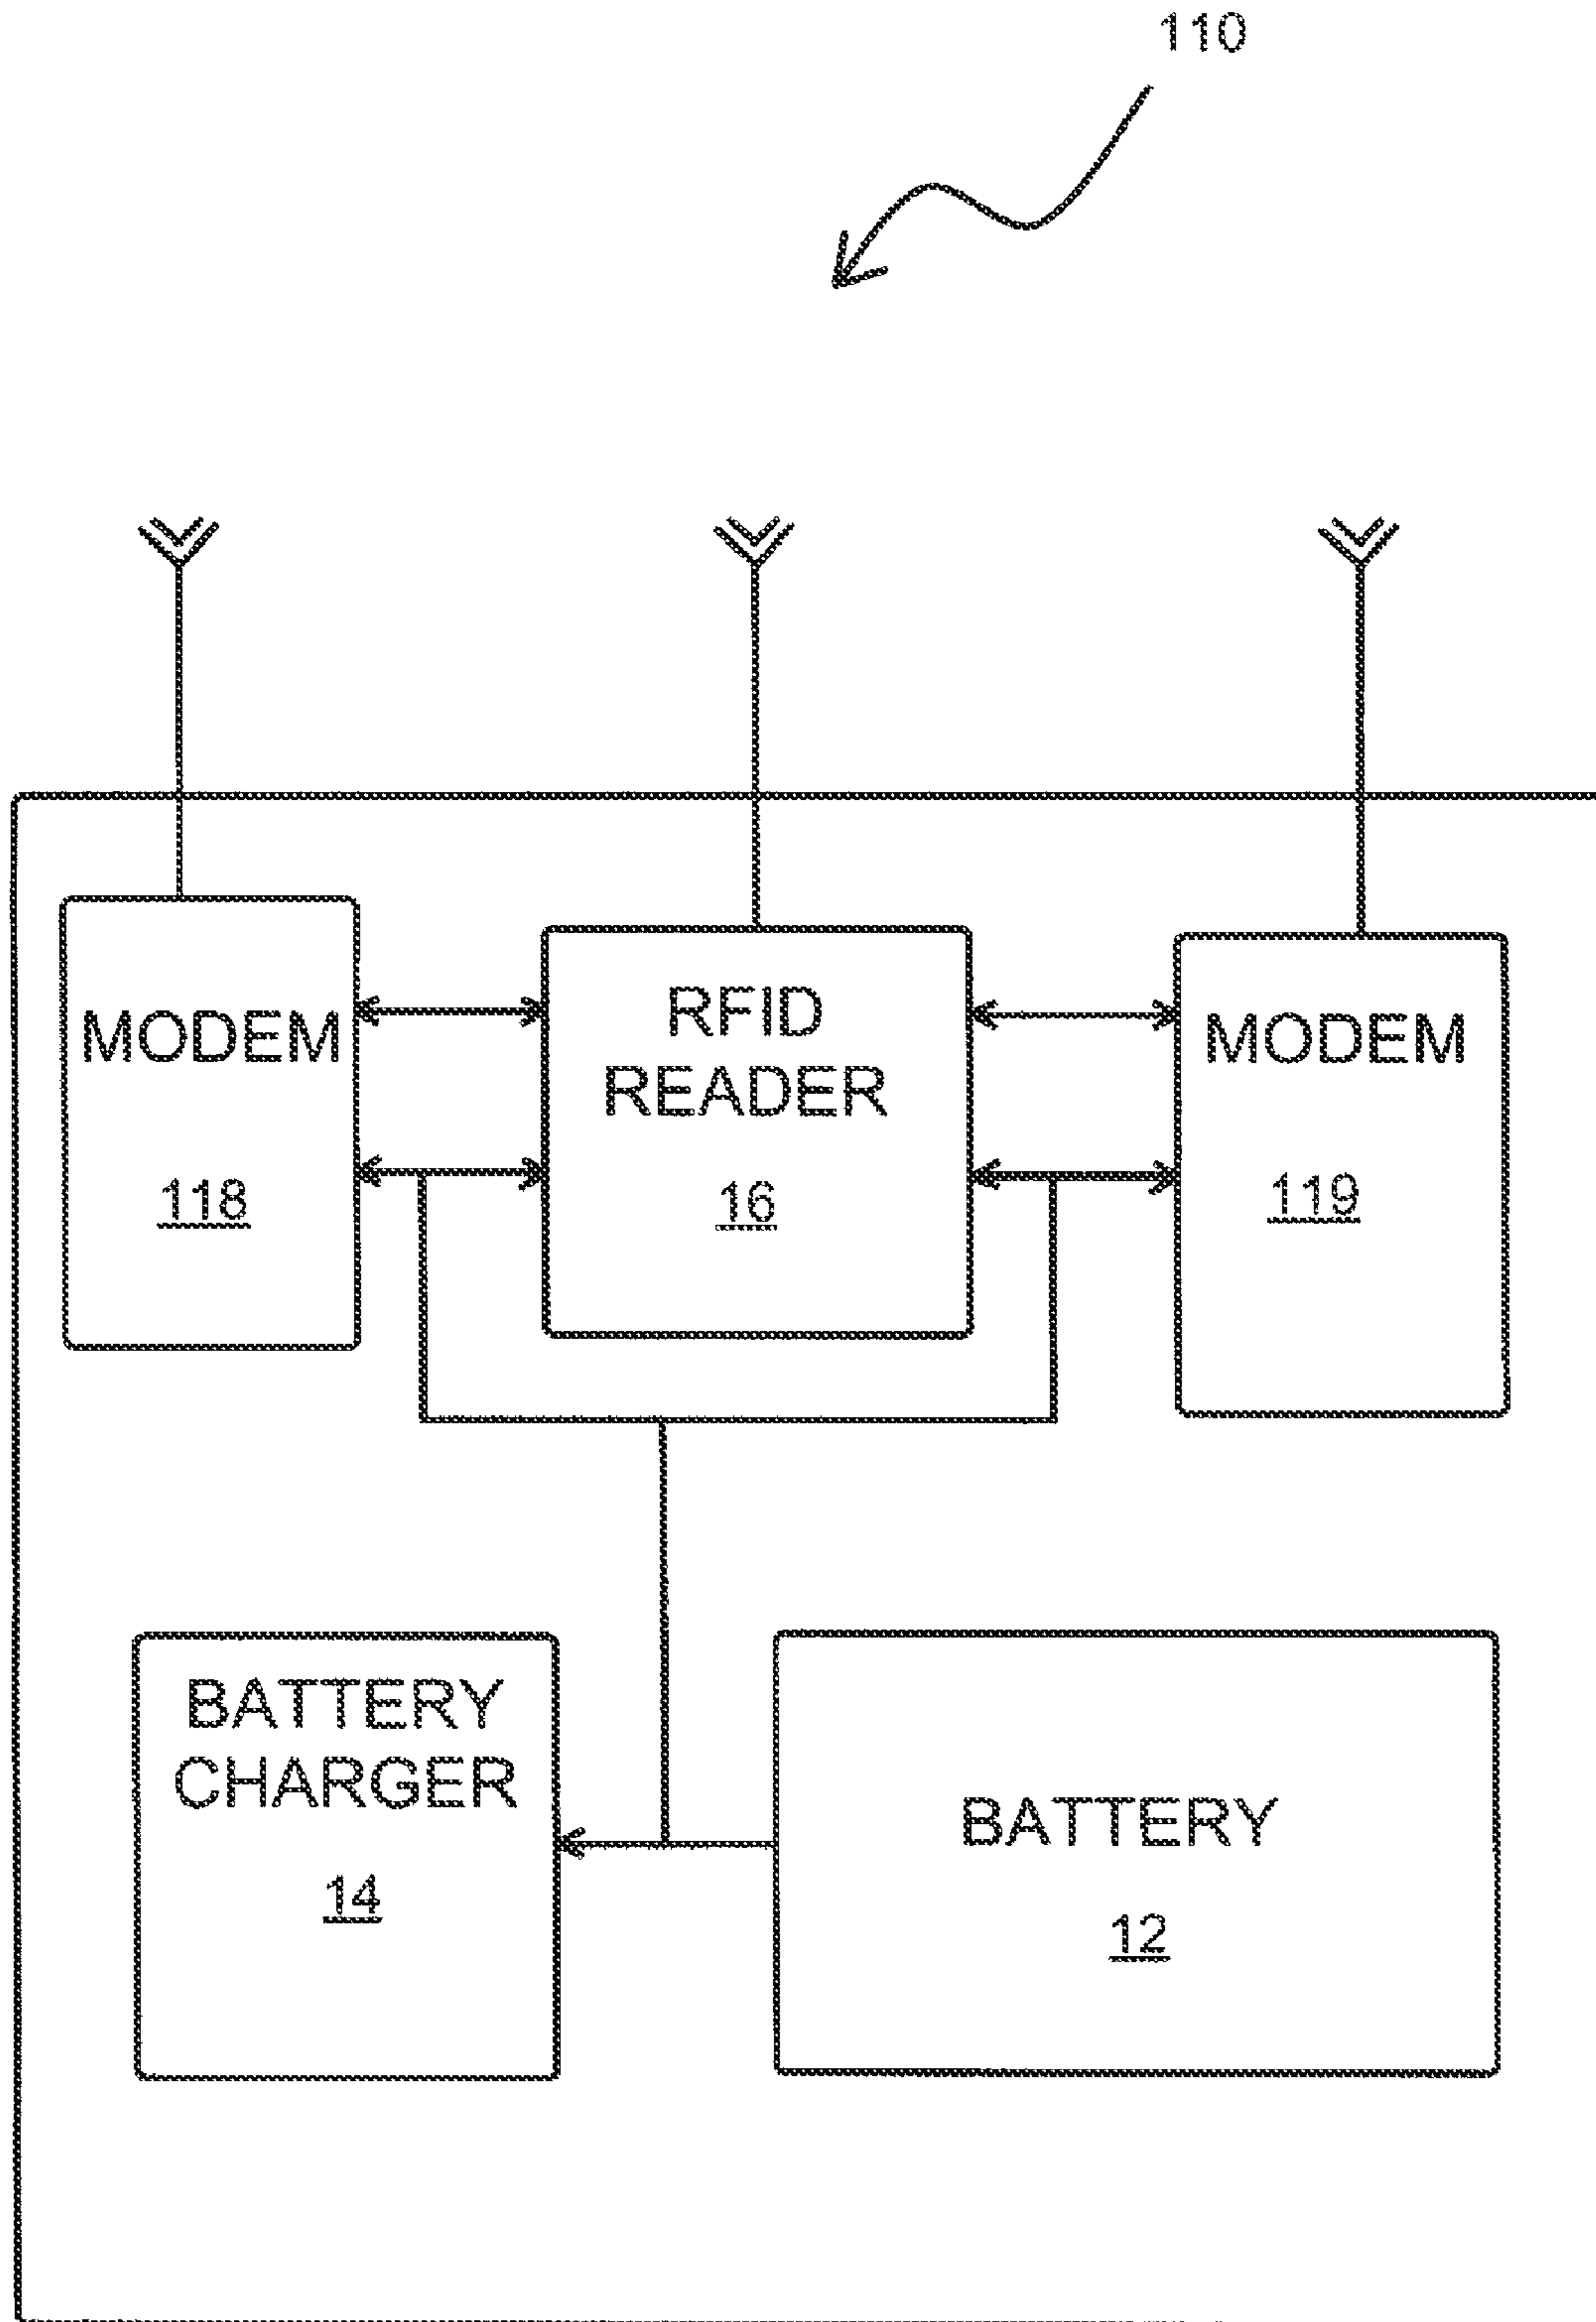 110
MODEM
118
RFID
READER
16
MODEM
119
BATTERY
CHARGER
14
BATTERY
12